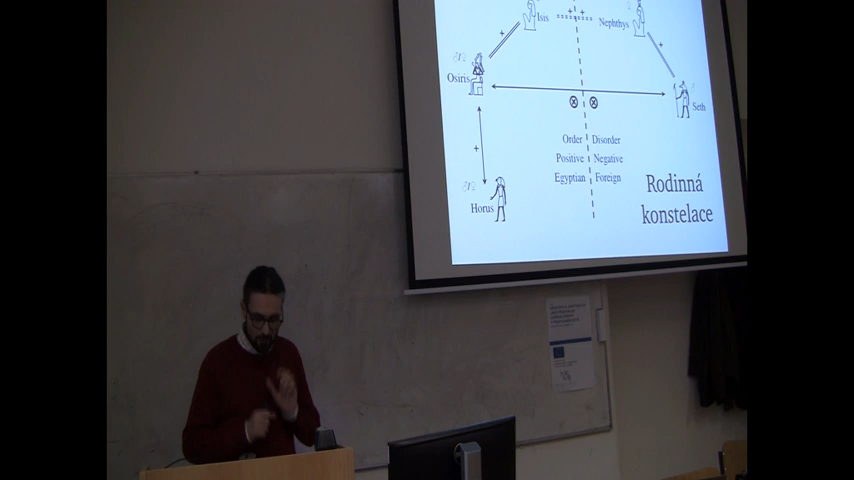 Isis
Nephthys
+
+
+
+
Osiris
Seth
+
Order Disorder
Positive Negative
Egyptian Foreign
Horus
Rodinná
konstelace